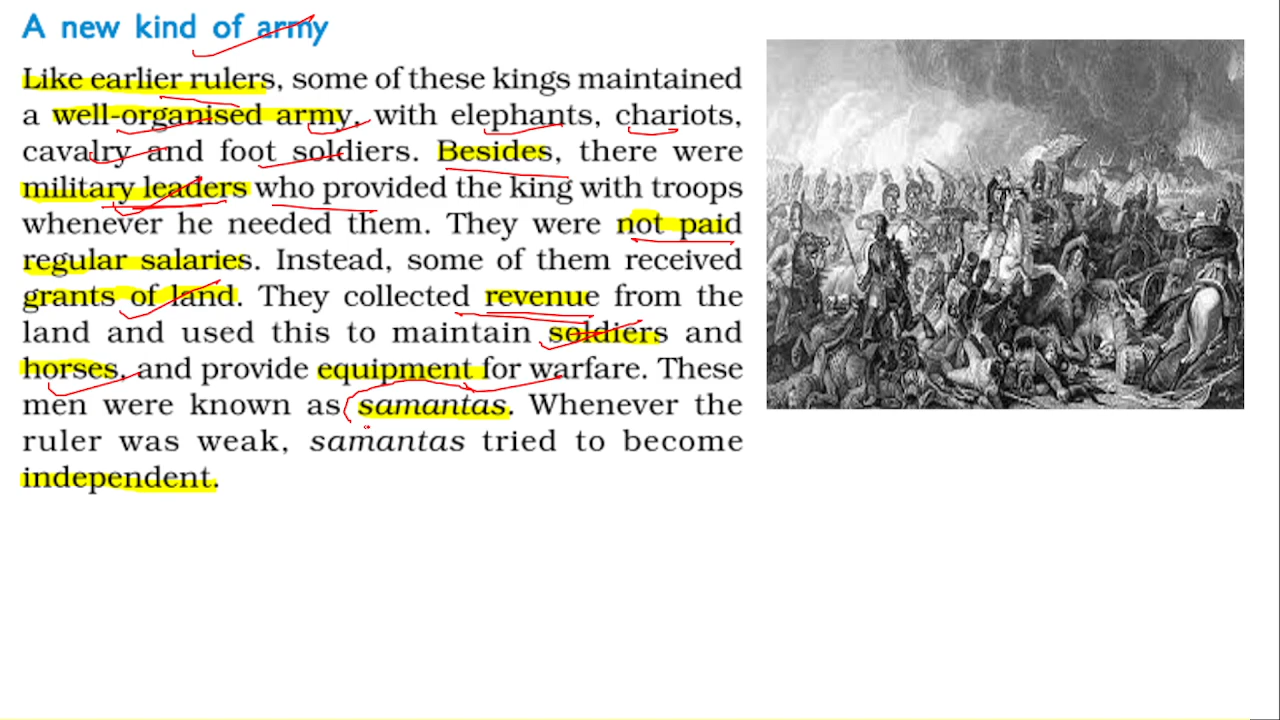 A new kind of army
Like earlier rulers, some of these kings maintained
a well-organised army, with elephants, chariots,
cavalry and foot soldiers. Besides, there were
military leaders who provided the king with troops
whenever he needed them. They were not paid
regular salaries. Instead, some of them received
grants of land. They collected revenue from the
land and used this to maintain soldiers and
horses, and provide equipment for warfare. These
men were known as samantas. Whenever the
ruler was weak, samantas tried to become
independent.